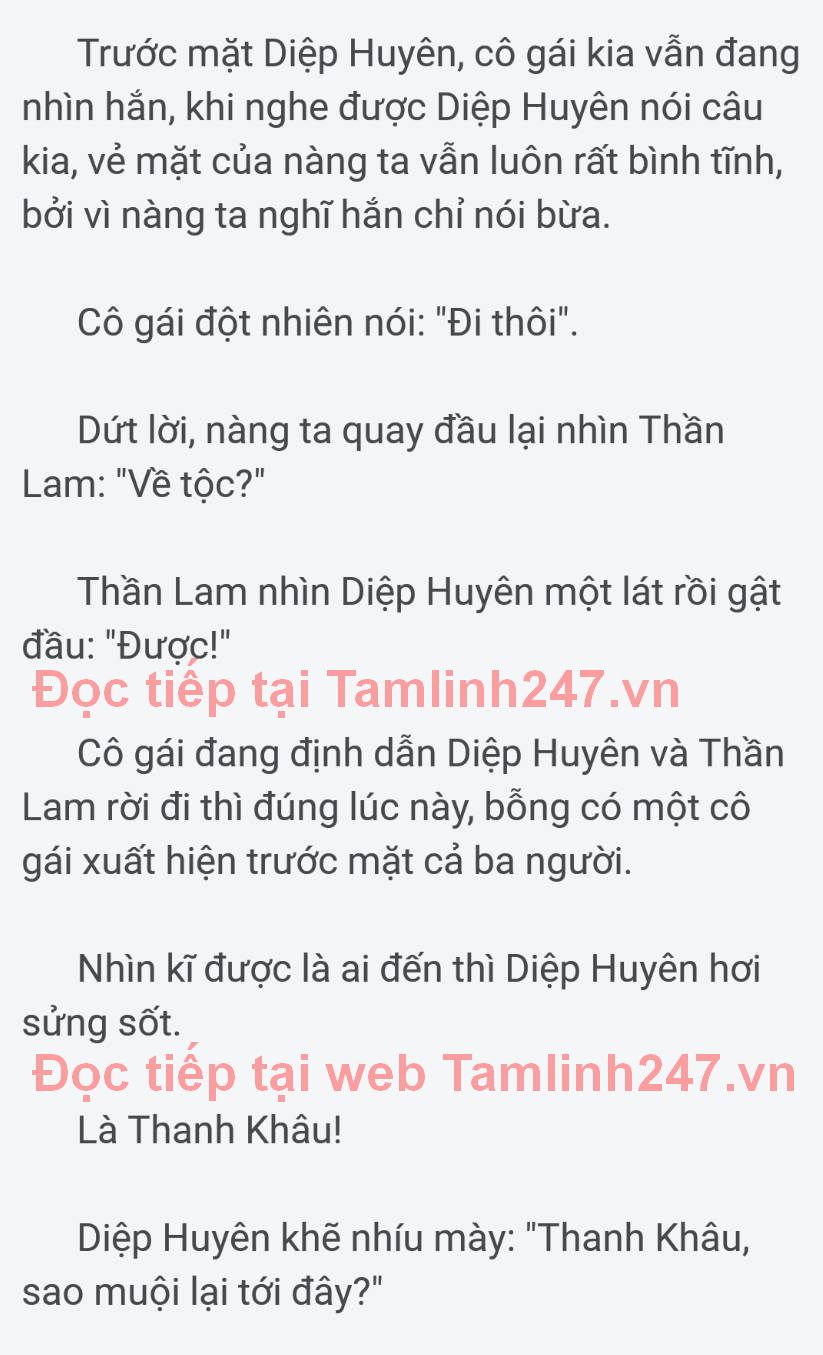 Trước mặt Diệp Huyên, cô gái kia vẫn đang
nhìn hắn, khi nghe được Diệp Huyên nói câu
kia, vẻ mặt của nàng ta vẫn luôn rất bình tĩnh,
bởi vì nàng ta nghĩ hắn chỉ nói bừa.
Cô gái đột nhiên nói: "Đi thôi".
Dứt lời, nàng ta quay đầu lại nhìn Thần
Lam: "Về tộc?"
Thần Lam nhìn Diệp Huyên một lát rồi gật
đầu: "Được!"
Đọc tiếp tại Tamlinh247.vn
Cô gái đang định dẫn Diệp Huyên và Thần
Lam rời đi thì đúng lúc này, bỗng có một cô
gái xuất hiện trước mặt cả ba người.
Nhìn kĩ được là ai đến thì Diệp Huyên hơi
sửng sốt.
Đọc tiếp tại web Tamlinh247.vn
Là Thanh Khâu!
Diệp Huyên khẽ nhíu mày: "Thanh Khâu,
sao muội lại tới đây?"